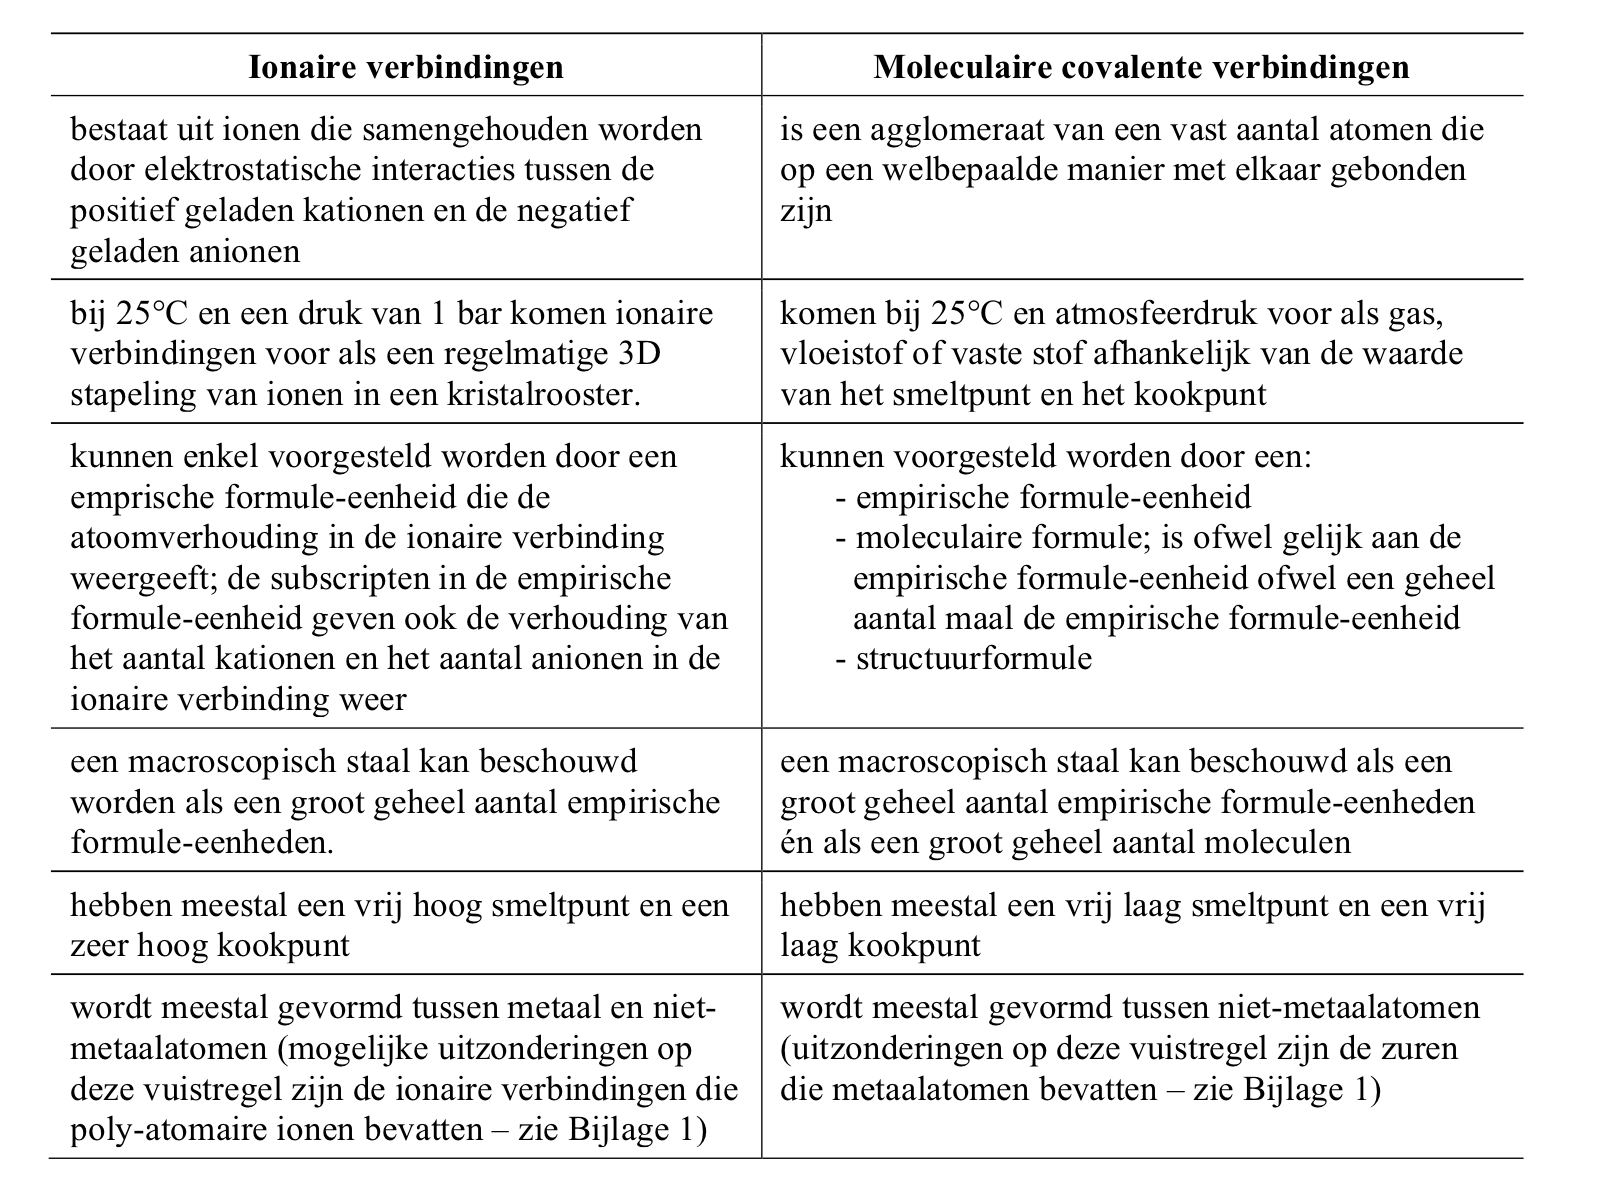 Ionaire verbindingen
Moleculaire covalente verbindingen
bestaat uit ionen die samengehouden worden
door elektrostatische interacties tussen de
positief geladen kationen en de negatief
geladen anionen
is een agglomeraat van een vast aantal atomen die
op een welbepaalde manier met elkaar gebonden
zijn
bij 25°C en een druk van 1 bar komen ionaire
verbindingen voor als een regelmatige 3D
stapeling van ionen in een kristalrooster.
komen bij 25°C en atmosfeerdruk voor als gas,
vloeistof of vaste stof afhankelijk van de waarde
van het smeltpunt en het kookpunt
kunnen enkel voorgesteld worden door een
emprische formule-eenheid die de
atoomverhouding in de ionaire verbinding
weergeeft; de subscripten in de empirische
formule-eenheid geven ook de verhouding van
het aantal kationen en het aantal anionen in de
ionaire verbinding weer
kunnen voorgesteld worden door een:
- empirische formule-eenheid
- moleculaire formule; is ofwel gelijk aan de
empirische formule-eenheid ofwel een geheel
aantal maal de empirische formule-eenheid
- structuurformule
een macroscopisch staal kan beschouwd
worden als een groot geheel aantal empirische
formule-eenheden.
een macroscopisch staal kan beschouwd als een
groot geheel aantal empirische formule-eenheden
én als een groot geheel aantal moleculen
hebben meestal een vrij hoog smeltpunt en een
zeer hoog kookpunt
hebben meestal een vrij laag smeltpunt en een vrij
laag kookpunt
wordt meestal gevormd tussen metaal en niet-
metaalatomen (mogelijke uitzonderingen op
deze vuistregel zijn de ionaire verbindingen die
poly-atomaire ionen bevatten – zie Bijlage 1)
wordt meestal gevormd tussen niet-metaalatomen
(uitzonderingen op deze vuistregel zijn de zuren
die metaalatomen bevatten – zie Bijlage 1)